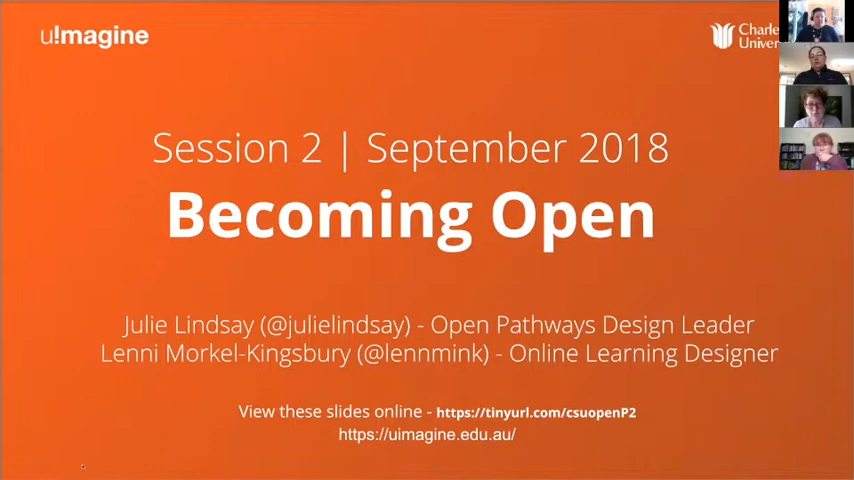 u!magine
Charle
Univer
Session 2 | September 2018
Becoming Open
Julie Lindsay (@julielindsay) - Open Pathways Design Leader
Lenni Morkel-Kingsbury (@lennmink) - Online Learning Designer
View these slides online - https://tinyurl.com/csuopenP2
https://uimagine.edu.au/